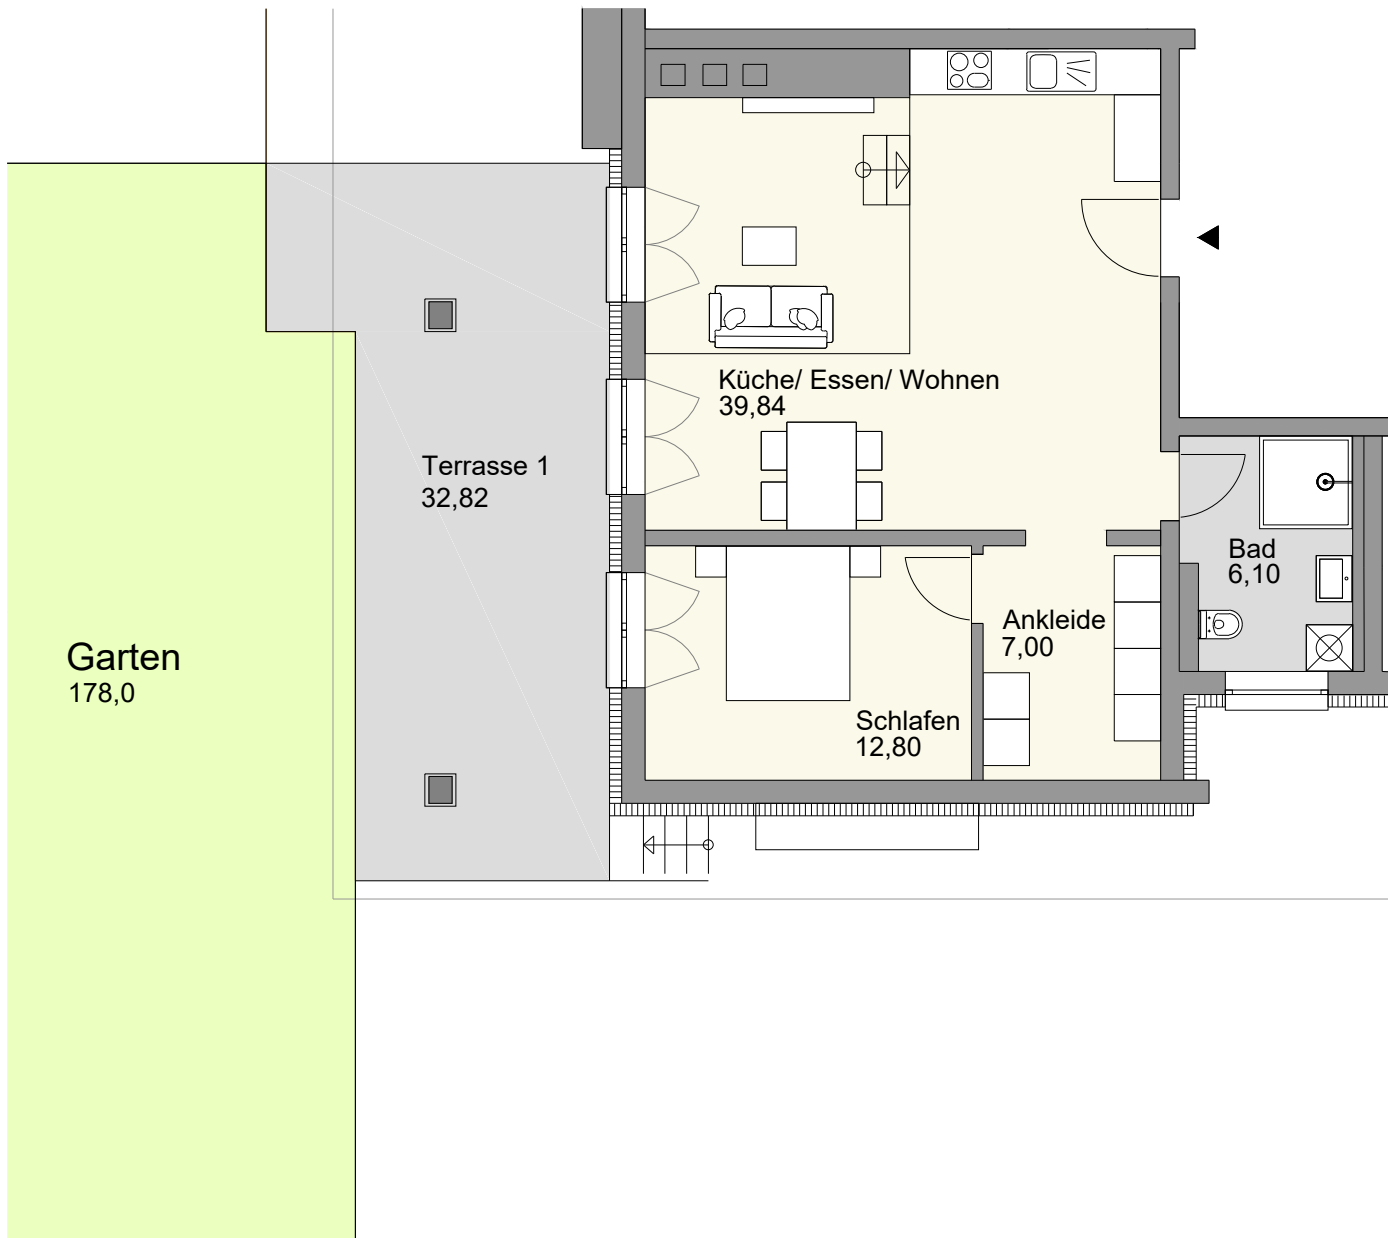 Küche/ Essen/ Wohnen
39,84
Terrasse 1
32,82
Bad
6,10
Ankleide
7,00
Garten
178,0
Schlafen
12,80